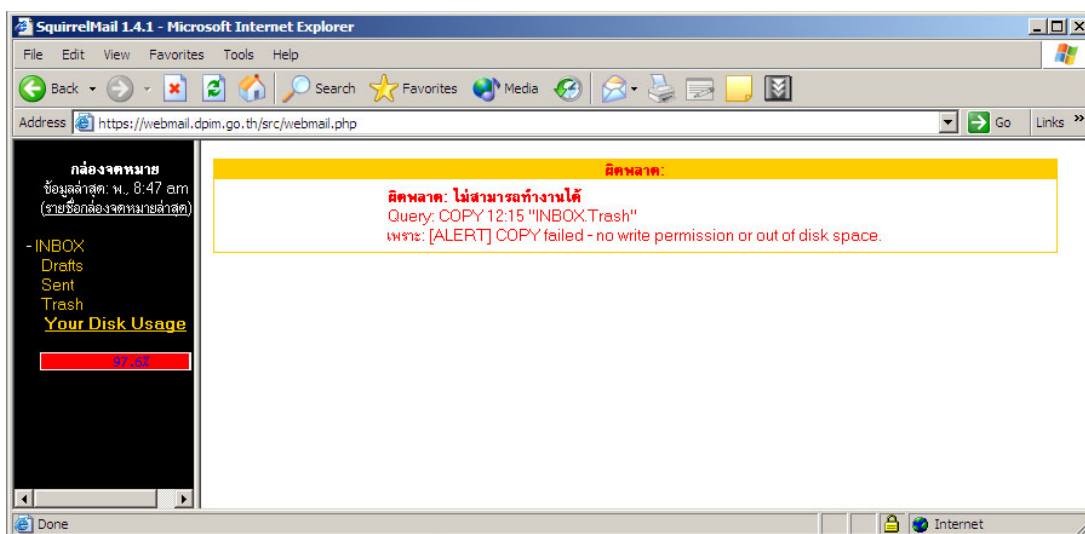 SquirrelMail 1.4.1 - Microsoft Internet Explorer
File Edit View Favorites Tools Help
Back Search Favorites Media
Address https://webmail.dpim.go.th/src/webmail.php Go Links »
กล่องจดหมาย
ข้อมูลล่าสุด: พ., 8:47 am
(รายชื่อกล่องจดหมายล่าสุด)
- INBOX
Drafts
Sent
Trash
Your Disk Usage
97.6%
ผิดพลาด:
ผิดพลาด: ไม่สามารถทำงานได้
Query: COPY 12:15 "INBOX.Trash"
เพราะ: [ALERT] COPY failed - no write permission or out of disk space.
Done Internet